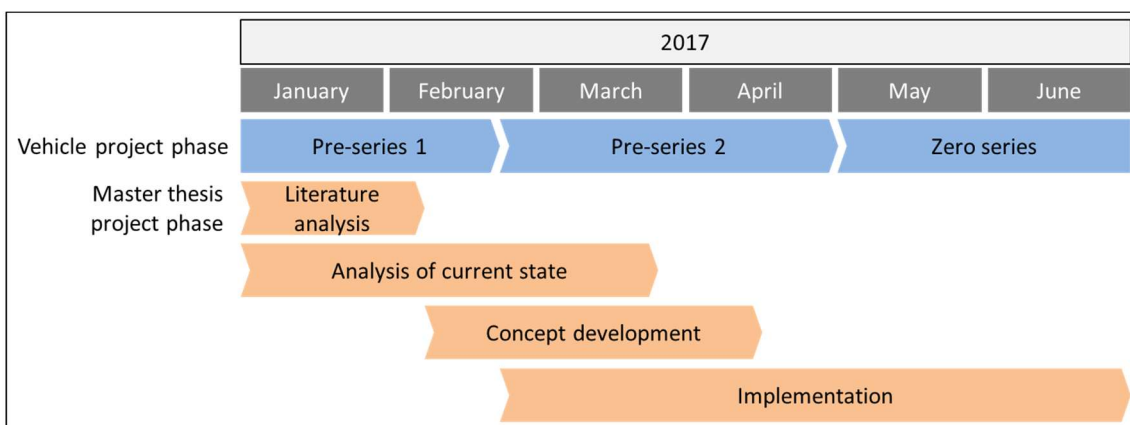 2017
January February March April May June
Vehicle project phase Pre-series 1 Pre-series 2 Zero series
Master thesis
project phase
Literature
analysis
Analysis of current state
Concept development
Implementation